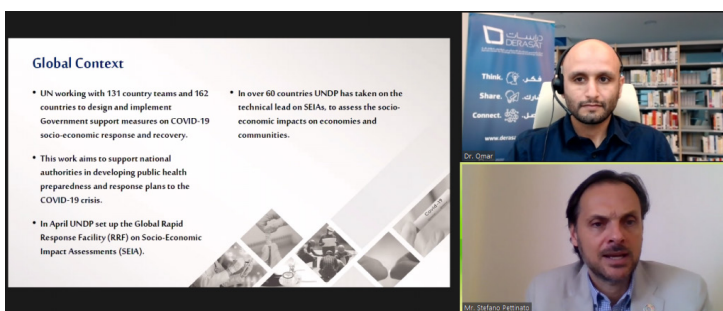 Global Context
• UN working with 131 country teams and 162
countries to design and implement
Government support measures on COVID-19
socio-economic response and recovery.
• This work aims to support national
authorities in developing public health
preparedness and response plans to the
COVID-19 crisis.
• In April UNDP set up the Global Rapid
Response Facility (RRF) on Socio-Economic
Impact Assessments (SEIA).
• In over 60 countries UNDP has taken on the
technical lead on SEIAs, to assess the socio-
economic impacts on economies and
communities.
Covid-19
دراسات
DERASAT
Think.
Share.
Connect.
Dr. Omar
Mr. Stefano Pettinato